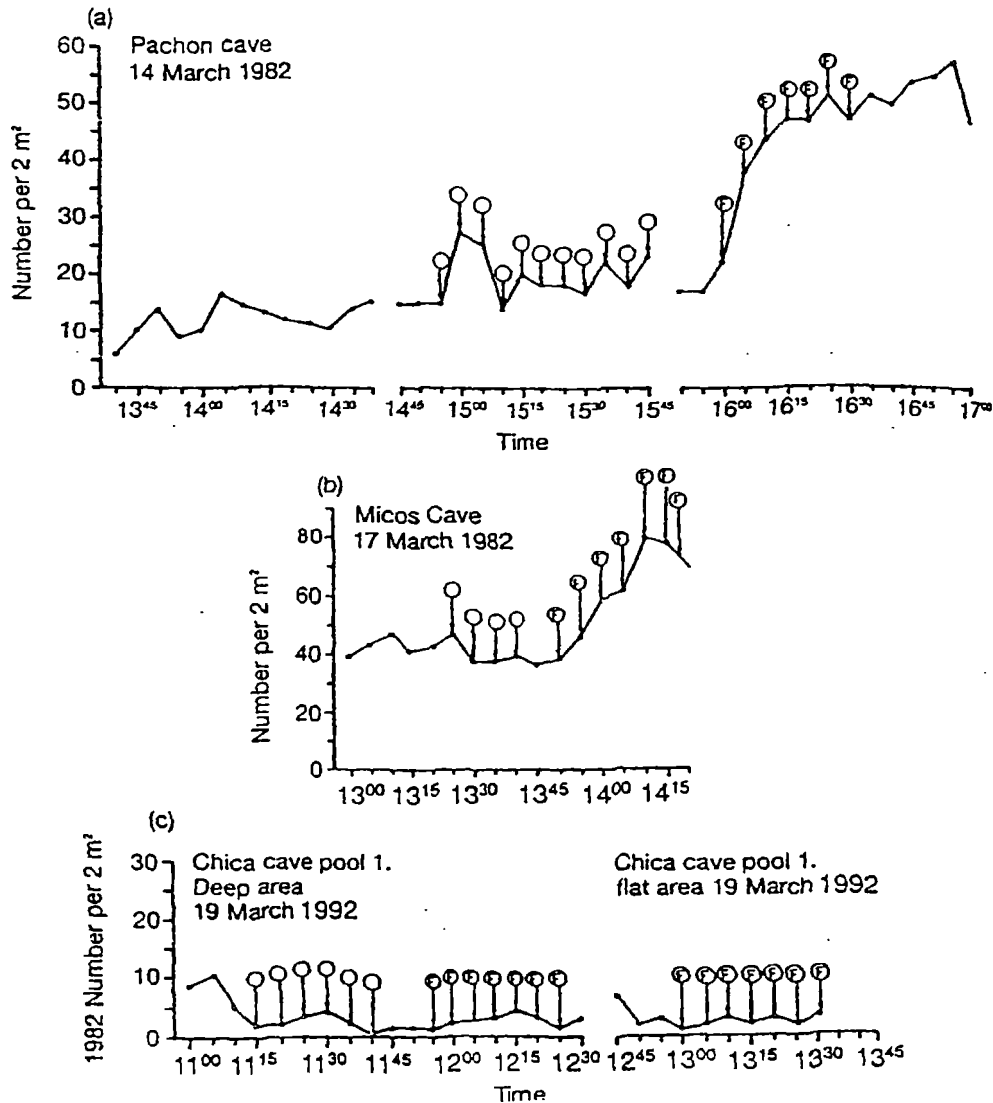 (a)
Pachon cave
14 March 1982
Number per 2 m²
60
50
40
30
20
10
0
13⁴⁵ 14⁰⁰ 14¹⁵ 14³⁰ 14⁴⁵ 15⁰⁰ 15¹⁵ 15³⁰ 15⁴⁵ 16⁰⁰ 16¹⁵ 16³⁰ 16⁴⁵ 17⁰⁰
F F F F F F F
Time
(b)
Micos Cave
17 March 1982
Number per 2 m²
80
60
40
20
0
F F F F F F F
13⁰⁰ 13¹⁵ 13³⁰ 13⁴⁵ 14⁰⁰ 14¹⁵
(c)
Chica cave pool 1.
Deep area
19 March 1992
Chica cave pool 1.
flat area 19 March 1992
1982 Number per 2 m²
30
20
10
0
F F F F F F F
F F F F F F F
11⁰⁰ 11¹⁵ 11³⁰ 11⁴⁵ 12⁰⁰ 12¹⁵ 12³⁰ 12⁴⁵ 13⁰⁰ 13¹⁵ 13³⁰ 13⁴⁵
Time